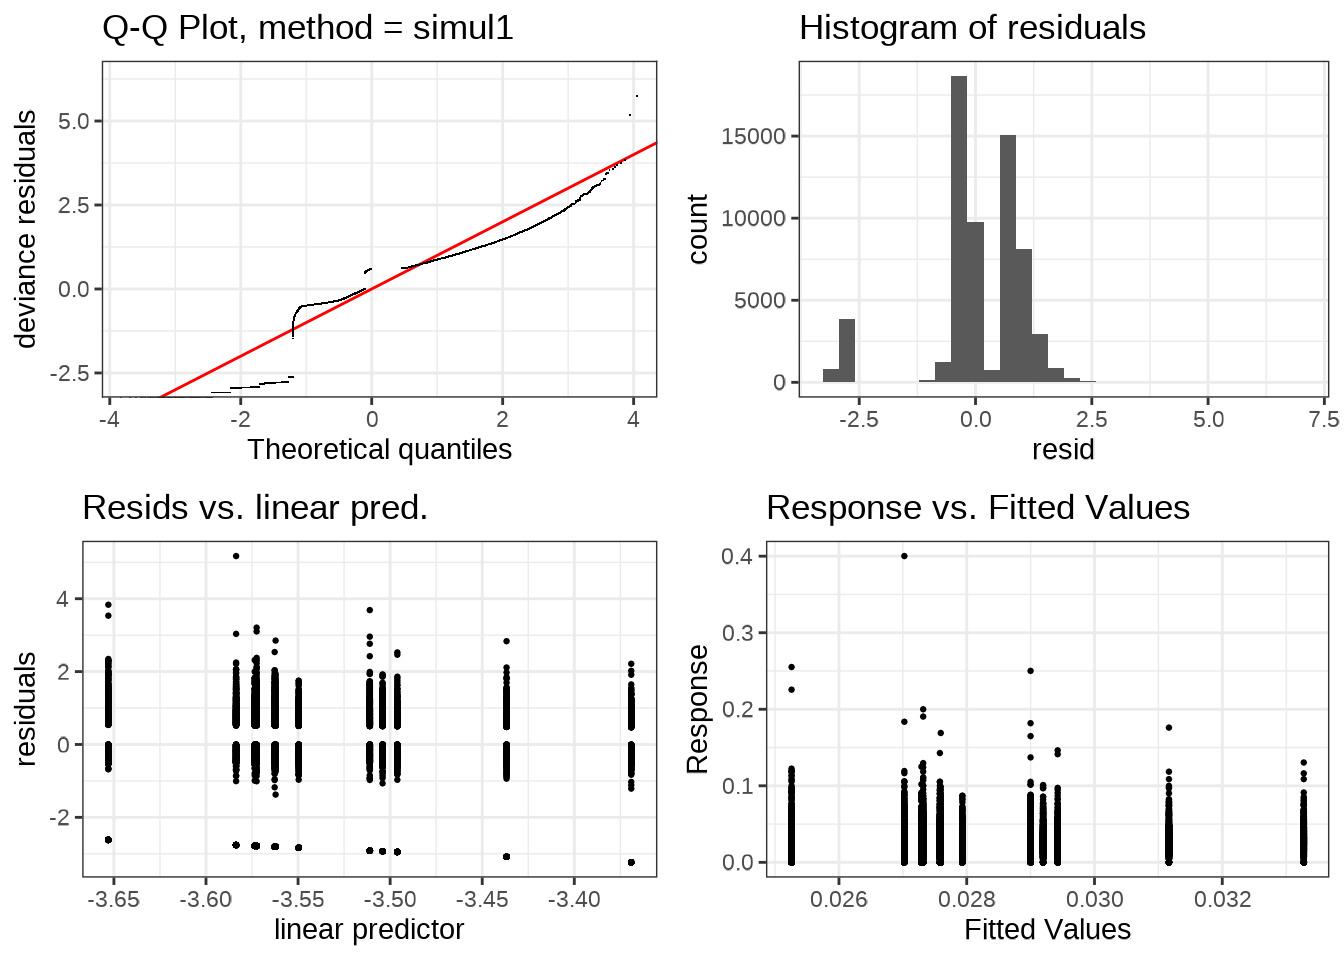 Q-Q Plot, method = simul1
deviance residuals
5.0
2.5
0.0
-2.5
-4 -2 0 2 4
Theoretical quantiles
Histogram of residuals
count
15000
10000
5000
0
-2.5 0.0 2.5 5.0 7.5
resid
Resids vs. linear pred.
residuals
4
2
0
-2
-3.65 -3.60 -3.55 -3.50 -3.45 -3.40
linear predictor
Response vs. Fitted Values
Response
0.4
0.3
0.2
0.1
0.0
0.026 0.028 0.030 0.032
Fitted Values